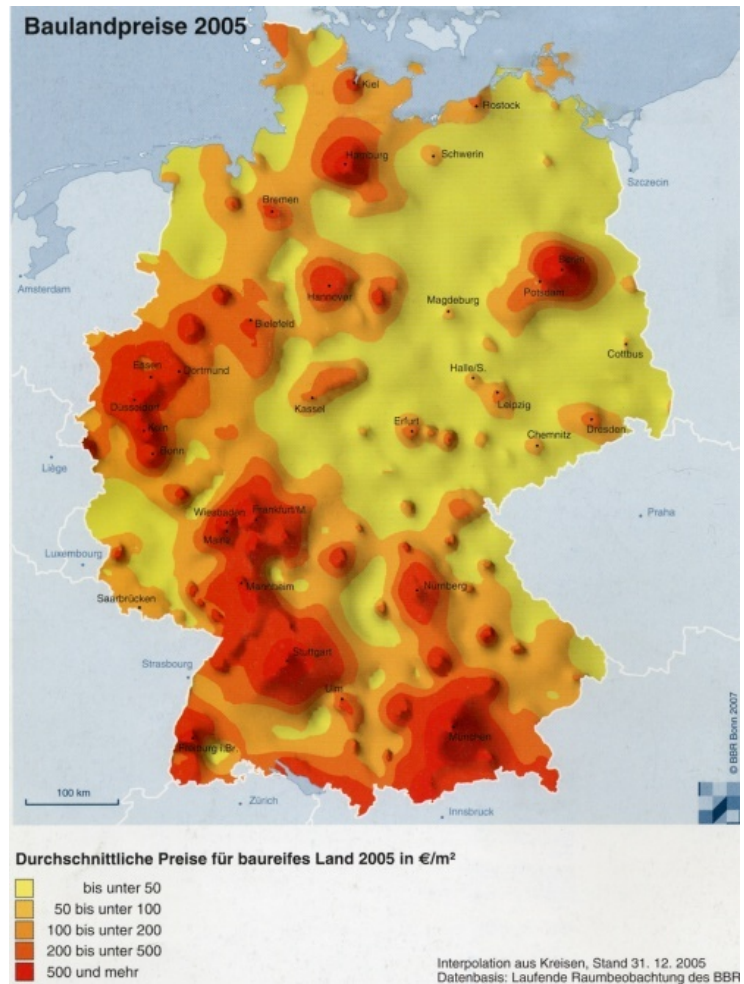 Baulandpreise 2005
Kiel
Rostock
Hamburg
Schwerin
Szczecin
Bremen
Amsterdam
Berlin
Potsdam
Hannover
Magdeburg
Bielefeld
Cottbus
Essen
Dortmund
Halle/S.
Leipzig
Düsseldorf
Kassel
Köln
Erfurt
Dresden
Chemnitz
Bonn
Liège
Wiesbaden
Frankfurt/M.
Praha
Mainz
Luxembourg
Mannheim
Nürnberg
Saarbrücken
Stuttgart
Strasbourg
Ulm
München
Freiburg i.Br.
© BBR Bonn 2007
100 km
Zürich
Innsbruck
Durchschnittliche Preise für baureifes Land 2005 in €/m²
bis unter 50
50 bis unter 100
100 bis unter 200
200 bis unter 500
500 und mehr
Interpolation aus Kreisen, Stand 31. 12. 2005
Datenbasis: Laufende Raumbeobachtung des BBR